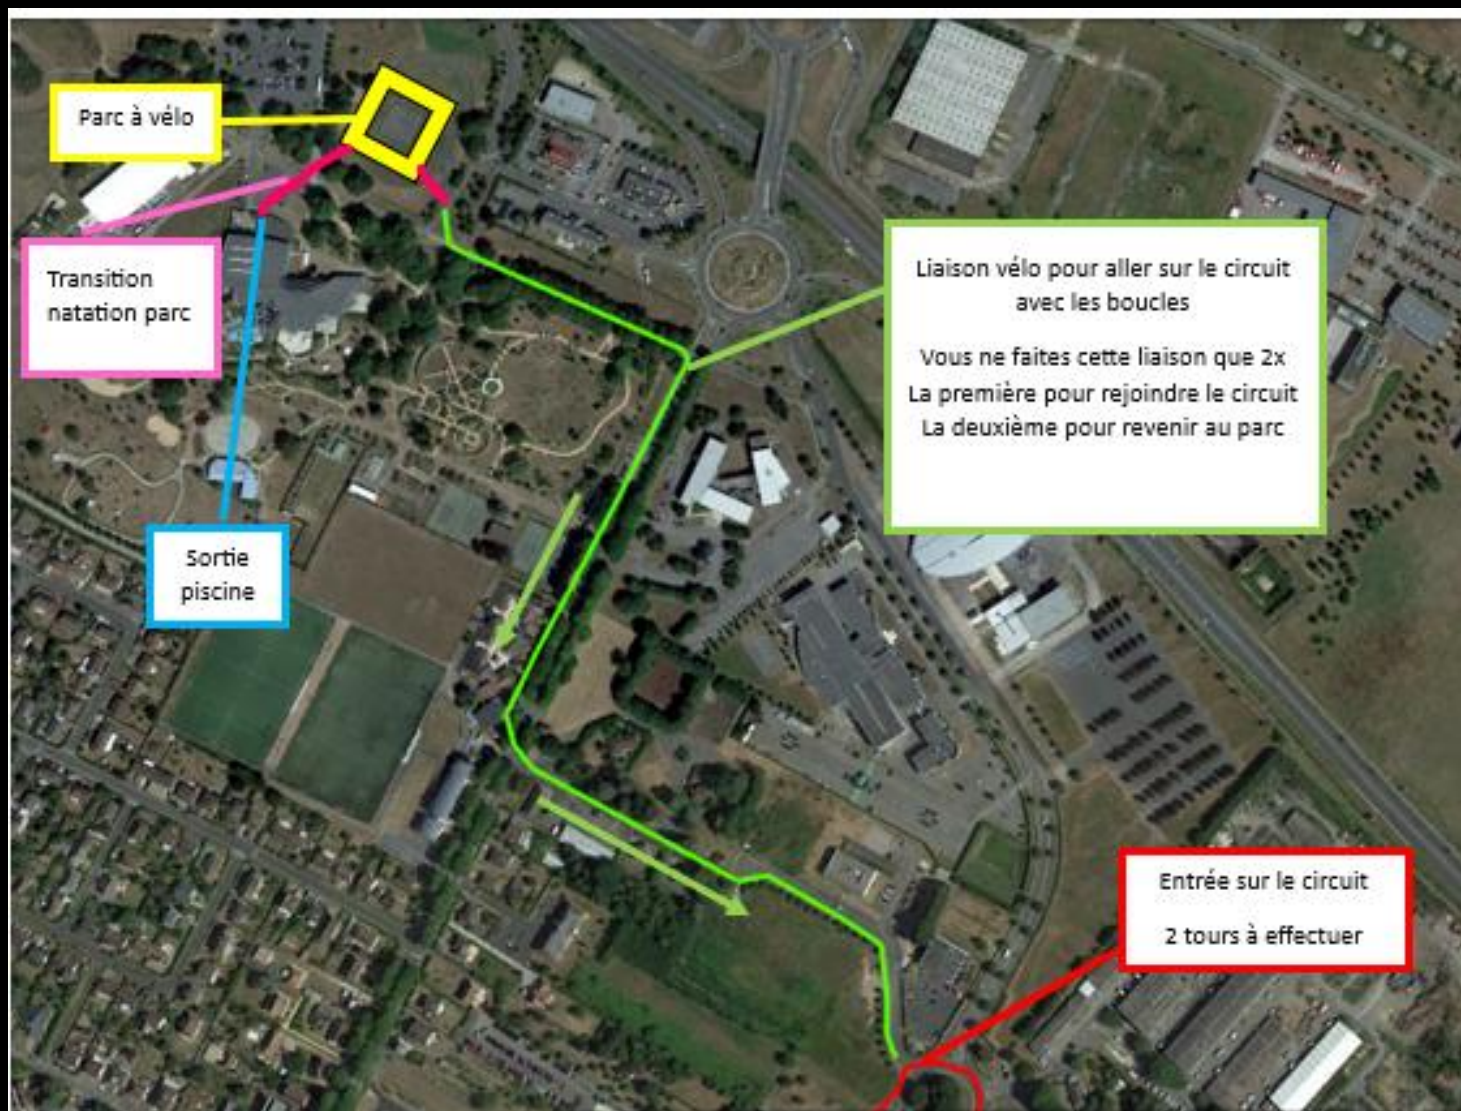 Parc à vélo
Transition
natation parc
Liaison vélo pour aller sur le circuit
avec les boucles
Vous ne faites cette liaison que 2x
La première pour rejoindre le circuit
La deuxième pour revenir au parc
Sortie
piscine
Entrée sur le circuit
2 tours à effectuer